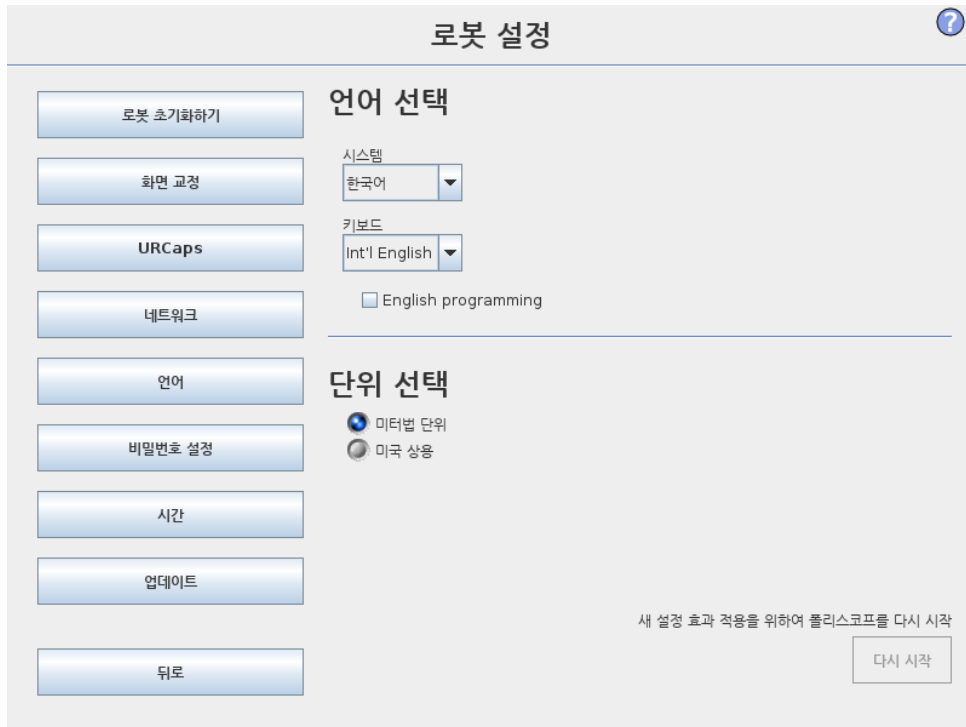 로봇 설정
?
로봇 초기화하기
화면 교정
URCaps
네트워크
언어
비밀번호 설정
시간
업데이트
뒤로
언어 선택
시스템
한국어
키보드
Int'l English
English programming
단위 선택
미터법 단위
미국 상용
새 설정 효과 적용을 위하여 폴리스코프를 다시 시작
다시 시작